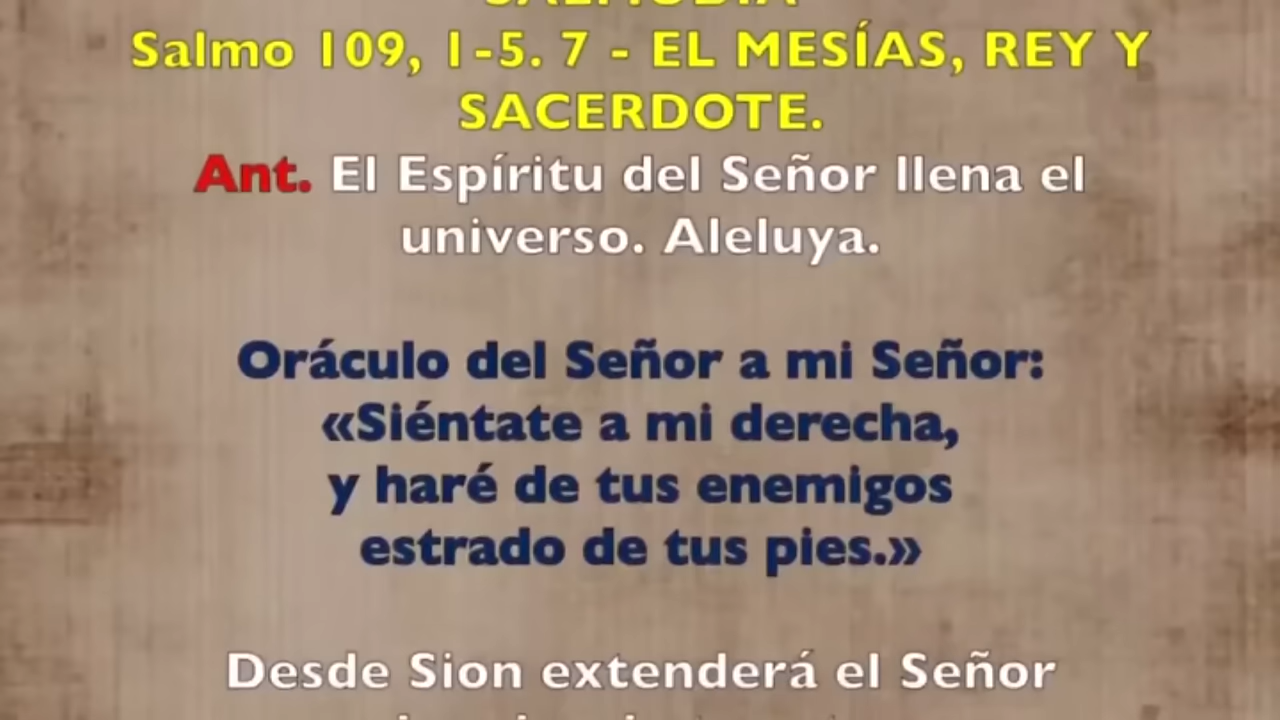 SALMODIA
Salmo 109, 1-5. 7 - EL MESÍAS, REY Y
SACERDOTE.
Ant. El Espíritu del Señor llena el
universo. Aleluya.
Oráculo del Señor a mi Señor:
«Siéntate a mi derecha,
y haré de tus enemigos
estrado de tus pies.»
Desde Sion extenderá el Señor